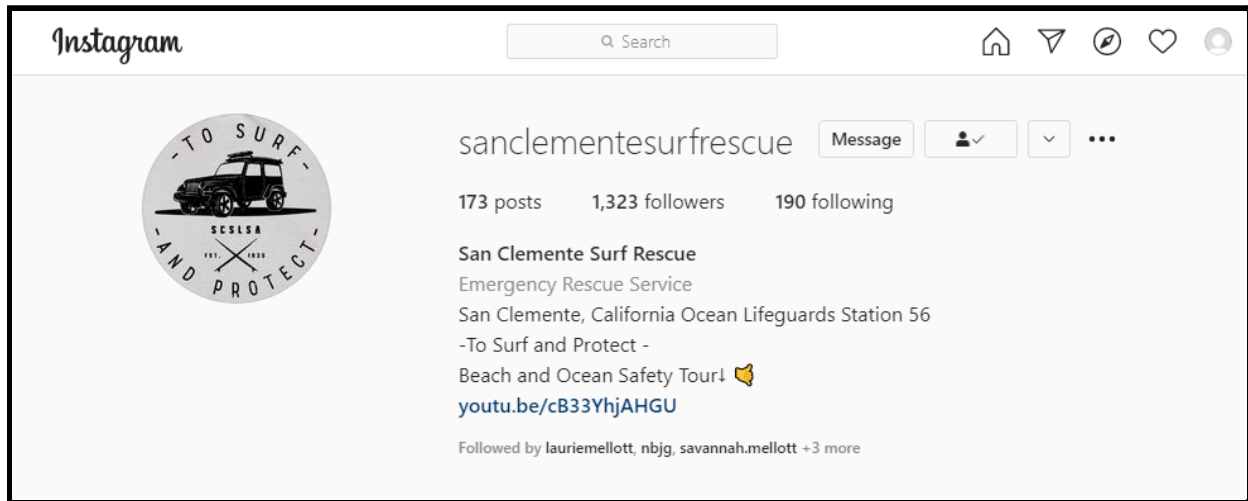 Instagram
Search
-TO SURF-
SCSLSA
EST. 1936
-AND PROTECT-
sanclementesurfrescue Message
173 posts 1,323 followers 190 following
San Clemente Surf Rescue
Emergency Rescue Service
San Clemente, California Ocean Lifeguards Station 56
-To Surf and Protect -
Beach and Ocean Safety Tour↓ 🤙
youtu.be/cB33YhjAHGU
Followed by lauriemellott, nbjg, savannah.mellott +3 more